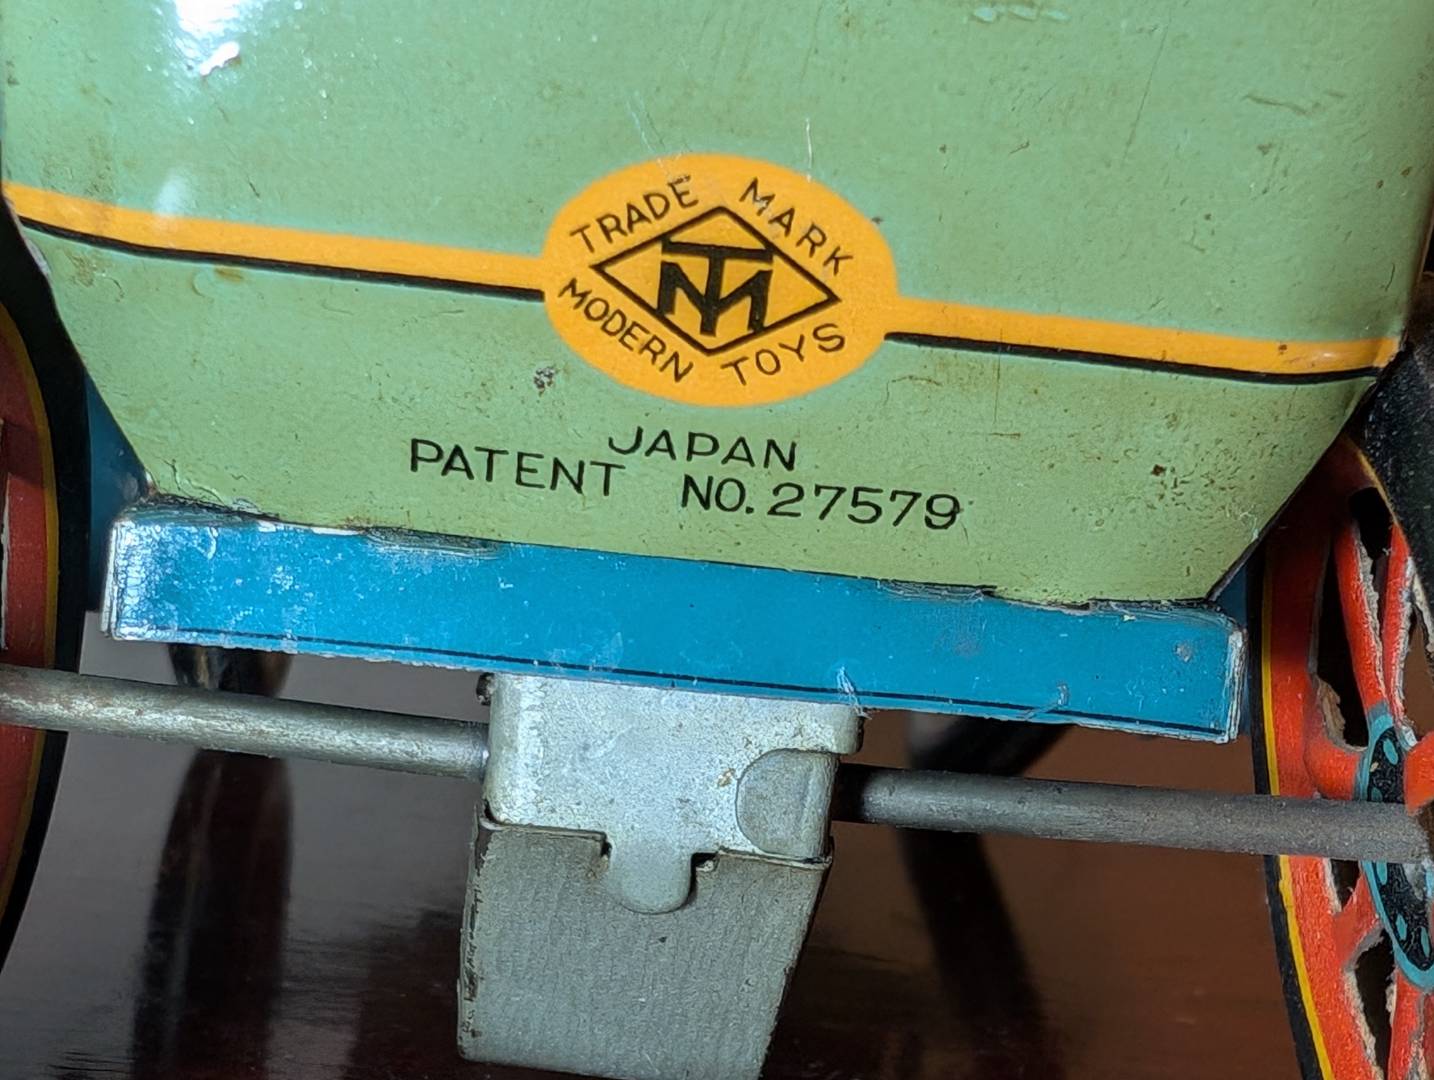 TRADE MARK
TM
MODERN TOYS
JAPAN
PATENT NO. 27579